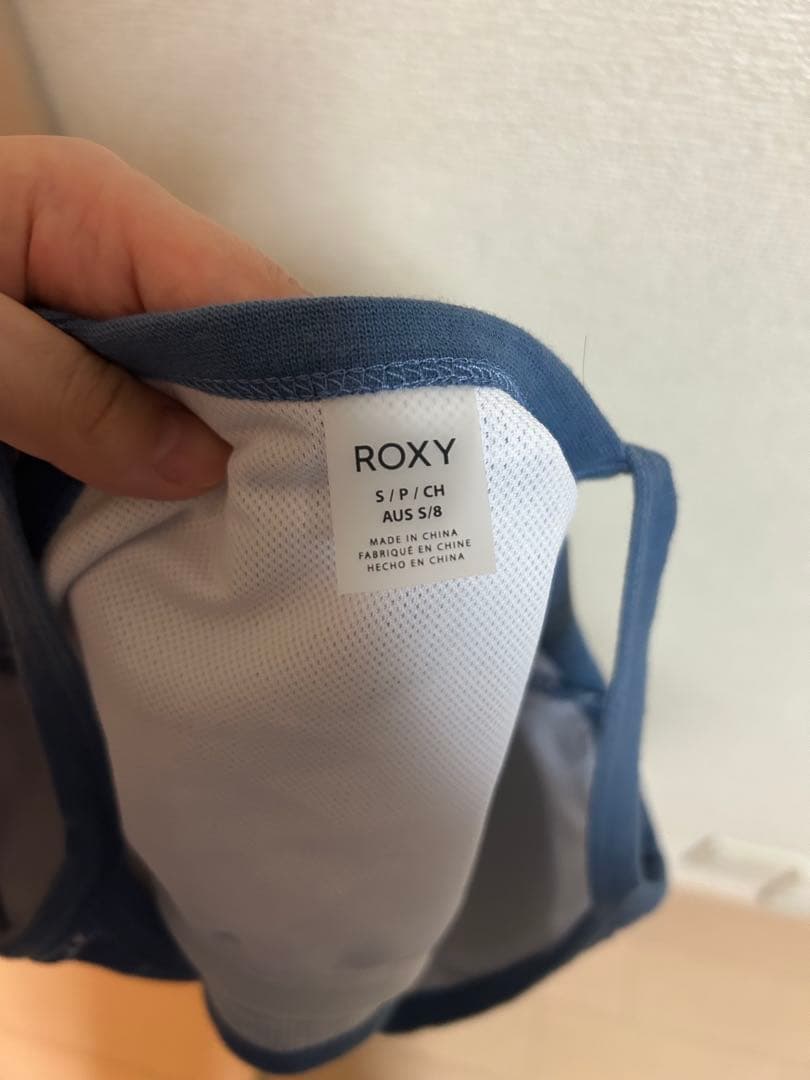 ROXY
S / P / CH
AUS S/8
MADE IN CHINA
FABRIQUÉ EN CHINE
HECHO EN CHINA